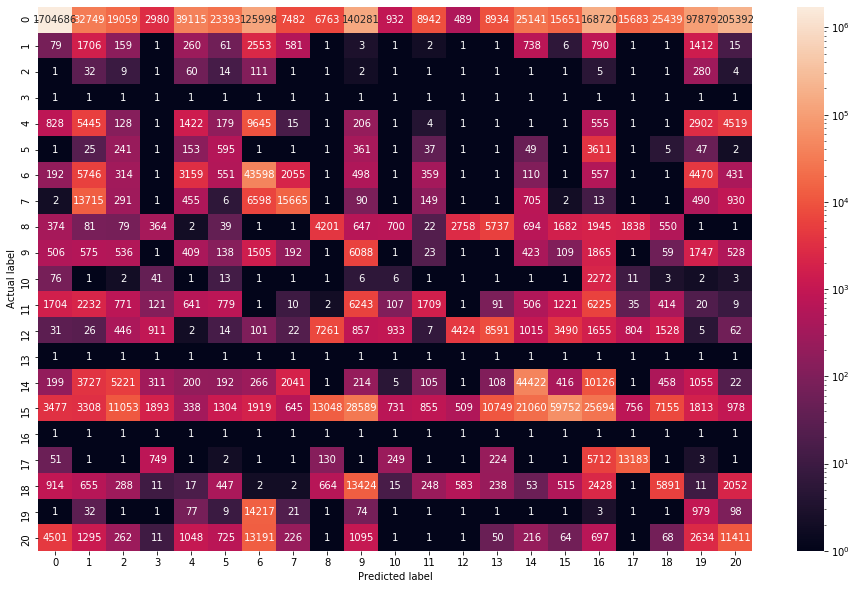 0 1704686 32749 19059 2980 39115 23393 125998 7482 6763 140281 932 8942 489 8934 25141 15651 168720 15683 25439 97879 205392
1 79 1706 159 1 260 61 2553 581 1 3 1 2 1 1 738 6 790 1 1 1412 15
2 1 32 9 1 60 14 111 1 1 2 1 1 1 1 1 1 5 1 1 280 4
3 1 1 1 1 1 1 1 1 1 1 1 1 1 1 1 1 1 1 1 1 1
4 828 5445 128 1 1422 179 9645 15 1 206 1 4 1 1 1 1 555 1 1 2902 4519
5 1 25 241 1 153 595 1 1 1 361 1 37 1 1 49 1 3611 1 5 47 2
6 192 5746 314 1 3159 551 43598 2055 1 498 1 359 1 1 110 1 557 1 1 4470 431
7 2 13715 291 1 455 6 6598 15665 1 90 1 149 1 1 705 2 13 1 1 490 930
8 374 81 79 364 2 39 1 1 4201 647 700 22 2758 5737 694 1682 1945 1838 550 1 1
9 506 575 536 1 409 138 1505 192 1 6088 1 23 1 1 423 109 1865 1 59 1747 528
10 76 1 2 41 1 13 1 1 1 6 6 1 1 1 1 1 2272 11 3 2 3
11 1704 2232 771 121 641 779 1 10 2 6243 107 1709 1 91 506 1221 6225 35 414 20 9
12 31 26 446 911 2 14 101 22 7261 857 933 7 4424 8591 1015 3490 1655 804 1528 5 62
13 1 1 1 1 1 1 1 1 1 1 1 1 1 1 1 1 1 1 1 1 1
14 199 3727 5221 311 200 192 266 2041 1 214 5 105 1 108 44422 416 10126 1 458 1055 22
15 3477 3308 11053 1893 338 1304 1919 645 13048 28589 731 855 509 10749 21060 59752 25694 756 7155 1813 978
16 1 1 1 1 1 1 1 1 1 1 1 1 1 1 1 1 1 1 1 1 1
17 51 1 1 749 1 2 1 1 130 1 249 1 1 224 1 1 5712 13183 1 3 1
18 914 655 288 11 17 447 2 2 664 13424 15 248 583 238 53 515 2428 1 5891 11 2052
19 1 32 1 1 77 9 14217 21 1 74 1 1 1 1 1 1 3 1 1 979 98
20 4501 1295 262 11 1048 725 13191 226 1 1095 1 1 1 50 216 64 697 1 68 2634 11411
0 1 2 3 4 5 6 7 8 9 10 11 12 13 14 15 16 17 18 19 20
Predicted label
Actual label
10^6
10^5
10^4
10^3
10^2
10^1
10^0